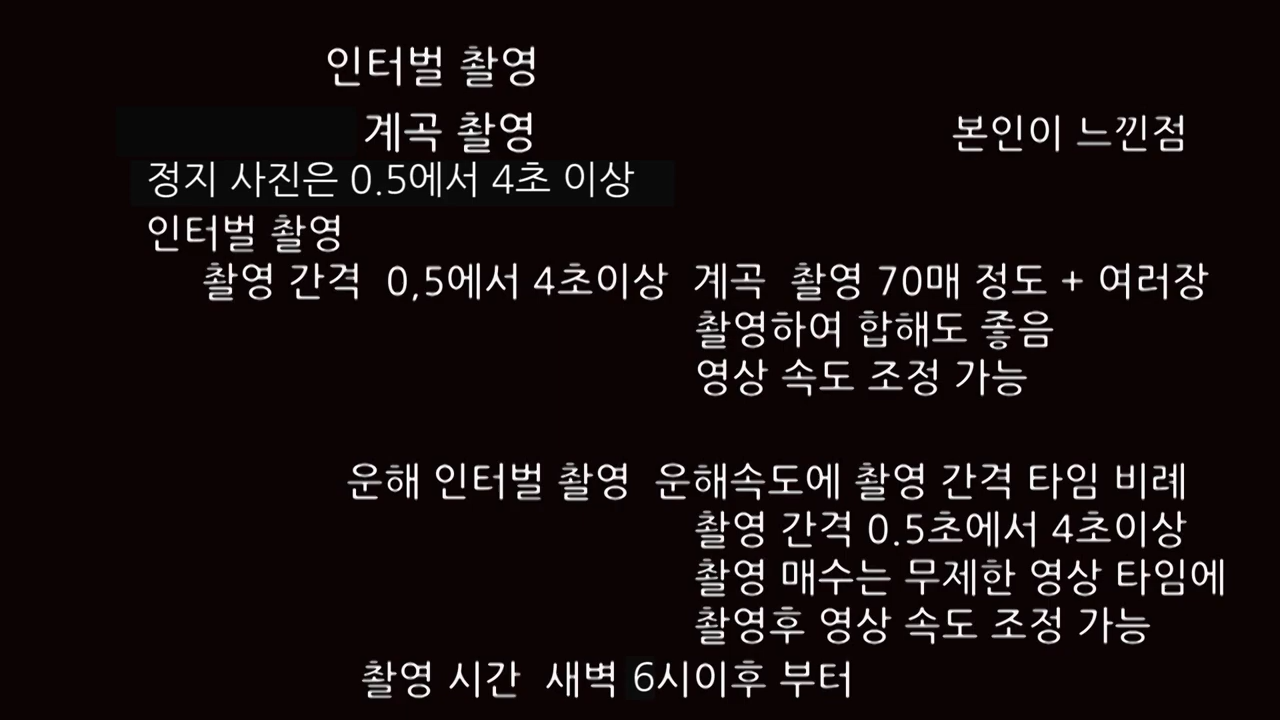 인터벌 촬영
계곡 촬영 본인이 느낀점
정지 사진은 0.5에서 4초 이상
인터벌 촬영
촬영 간격 0,5에서 4초이상 계곡 촬영 70매 정도 + 여러장
촬영하여 합해도 좋음
영상 속도 조정 가능
운해 인터벌 촬영 운해속도에 촬영 간격 타임 비례
촬영 간격 0.5초에서 4초이상
촬영 매수는 무제한 영상 타임에
촬영후 영상 속도 조정 가능
촬영 시간 새벽 6시이후 부터